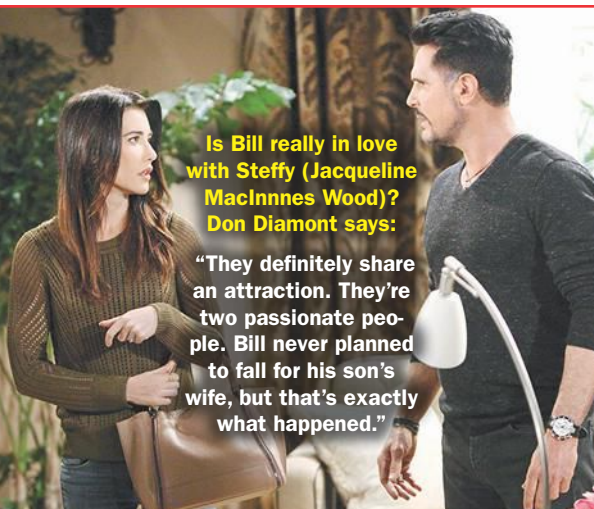 Is Bill really in love
with Steffy (Jacqueline
MacInnnes Wood)?
Don Diamont says:
“They definitely share
an attraction. They’re
two passionate peo-
ple. Bill never planned
to fall for his son’s
wife, but that’s exactly
what happened.”